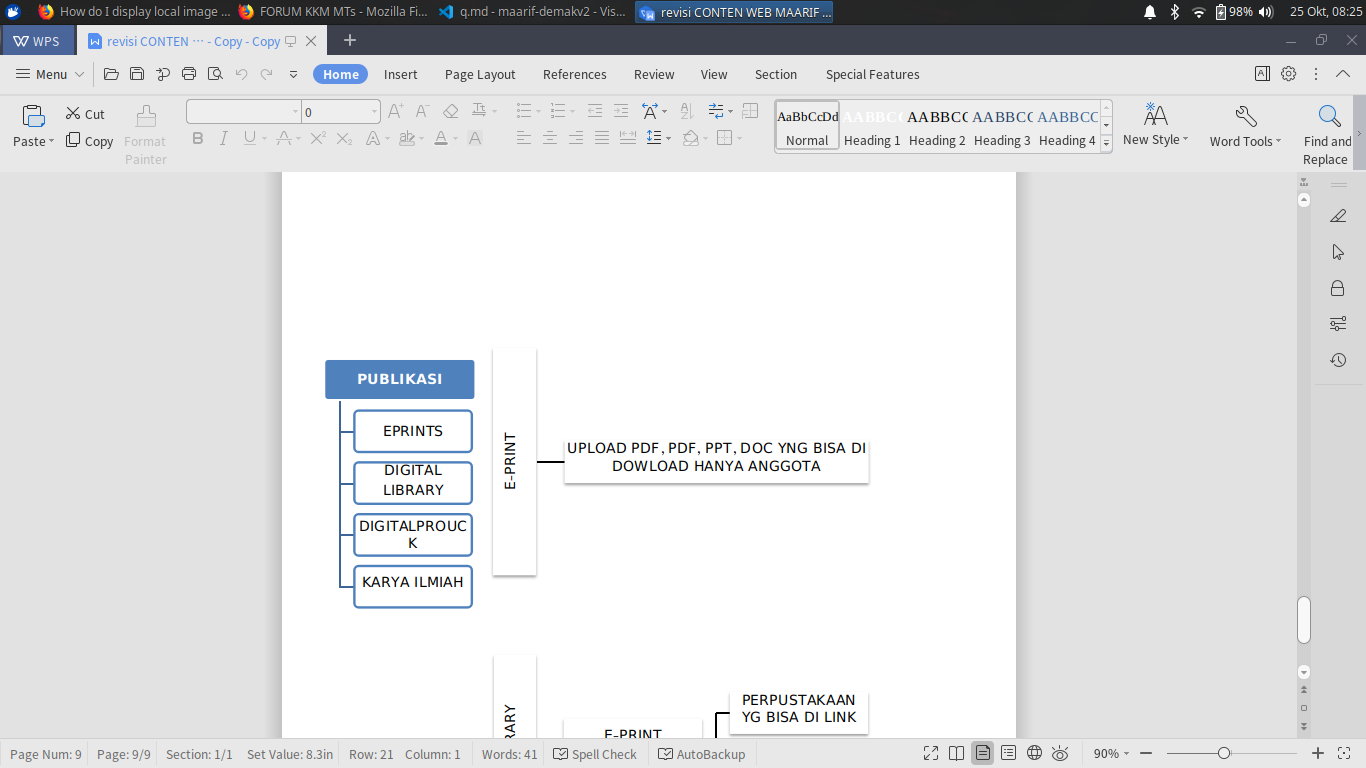 How do I display local image ...
FORUM KKM MTs - Mozilla Fi...
q.md - maarif-demakv2 - Vis...
revisi CONTEN WEB MAARIF ...
98%
25 Okt, 08:25
WPS
revisi CONTEN ··· - Copy - Copy
Menu
Home
Insert
Page Layout
References
Review
View
Section
Special Features
Paste
Cut
Copy
Format
Painter
0
AaBbCcDd
AABBCC
AABBCC
AABBCC
AABBCC
Normal
Heading 1
Heading 2
Heading 3
Heading 4
New Style
Word Tools
Find and
Replace
PUBLIKASI
EPRINTS
DIGITAL
LIBRARY
DIGITALPROUC
K
KARYA ILMIAH
E-PRINT
UPLOAD PDF, PDF, PPT, DOC YNG BISA DI
DOWLOAD HANYA ANGGOTA
RARY
E-PRINT
PERPUSTAKAAN
YG BISA DI LINK
Page Num: 9
Page: 9/9
Section: 1/1
Set Value: 8.3in
Row: 21
Column: 1
Words: 41
Spell Check
AutoBackup
90%